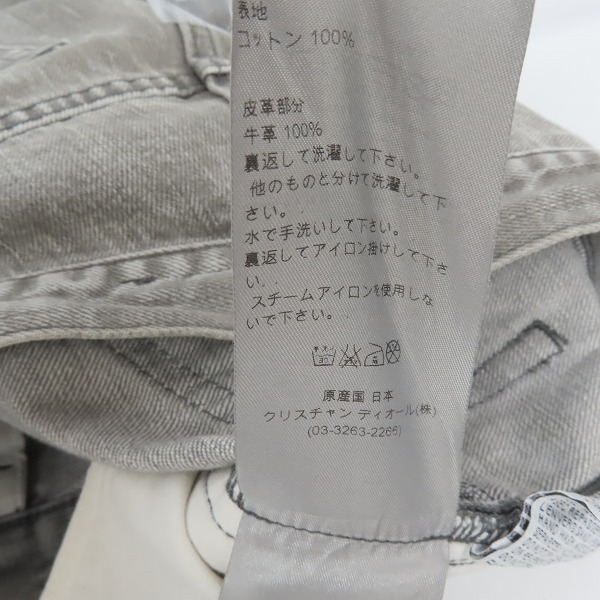 表地
コットン 100%
皮革部分
牛革 100%
裏返して洗濯して下さい。
他のものと分けて洗濯して下
さい。
水で手洗いして下さい。
裏返してアイロン掛けして下さ
い。
スチームアイロンを使用しな
いで下さい。
原産国 日本
クリスチャン ディオール(株)
(03-3263-2266)